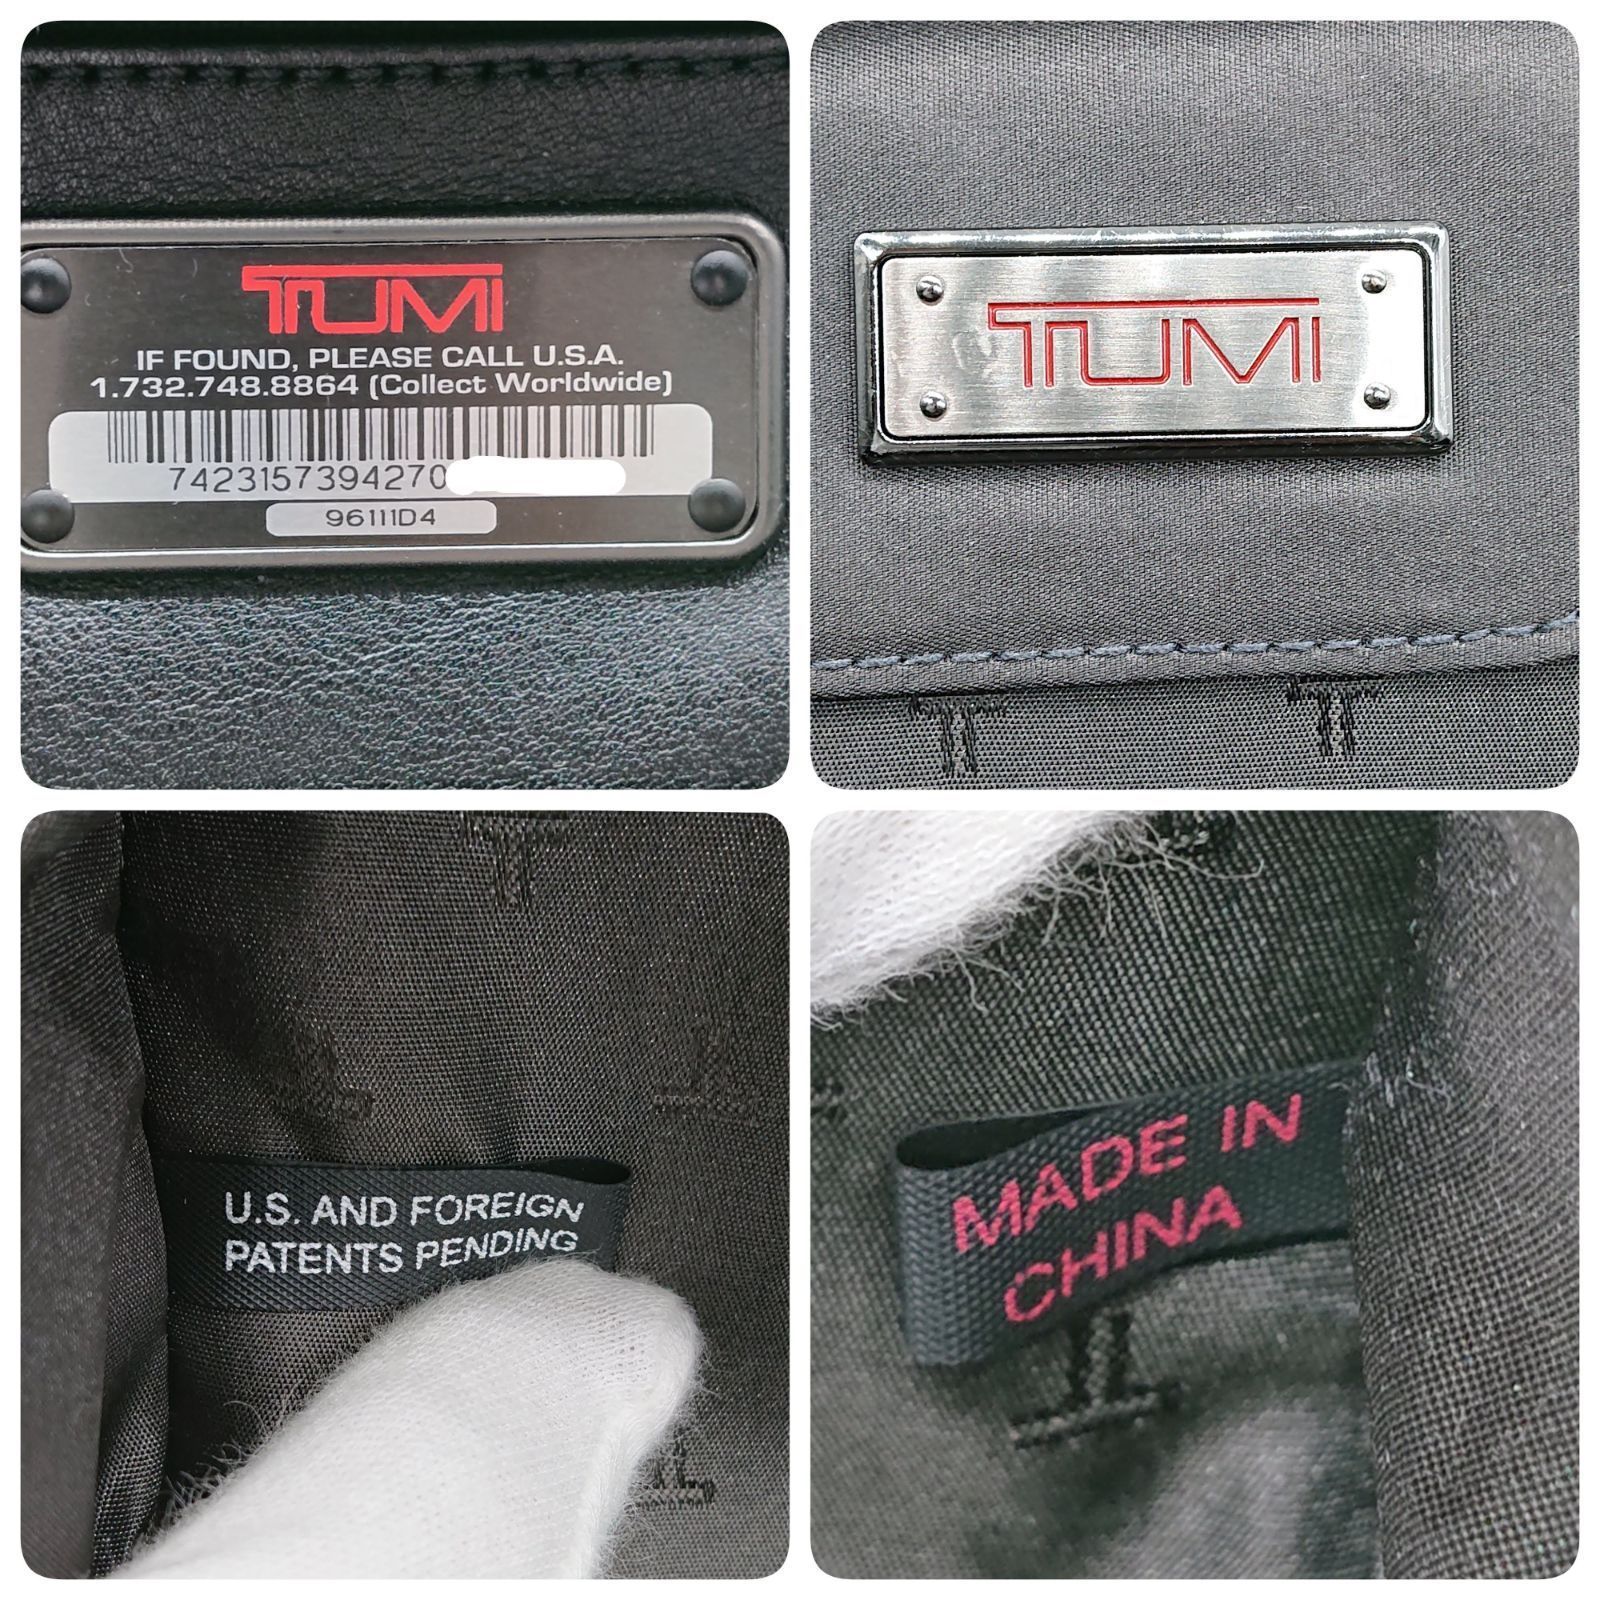 TUMI
IF FOUND, PLEASE CALL U.S.A.
1.732.748.8864 (Collect Worldwide)
7423157394270
96111D4
TUMI
T T
U.S. AND FOREIGN
PATENTS PENDING
MADE IN
CHINA